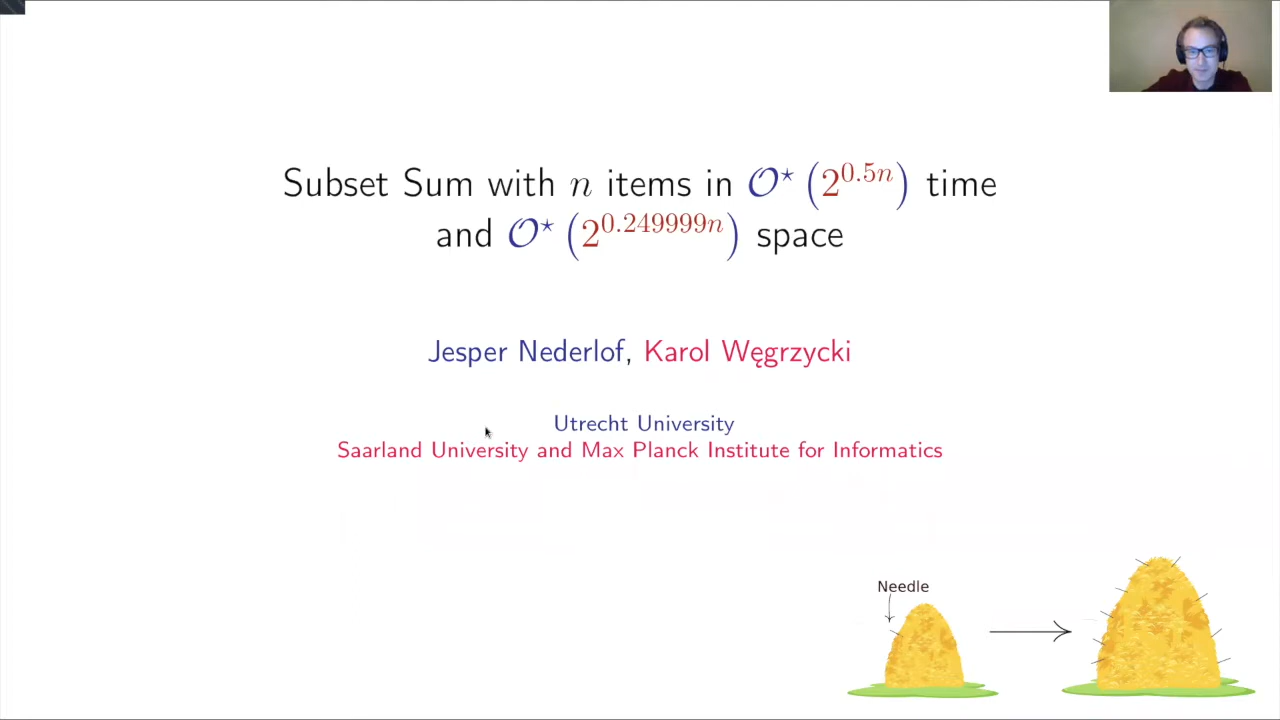 Subset Sum with n items in 𝒪⋆ (2^{0.5n}) time
and 𝒪⋆ (2^{0.249999n}) space
Jesper Nederlof, Karol Węgrzycki
Utrecht University
Saarland University and Max Planck Institute for Informatics
Needle